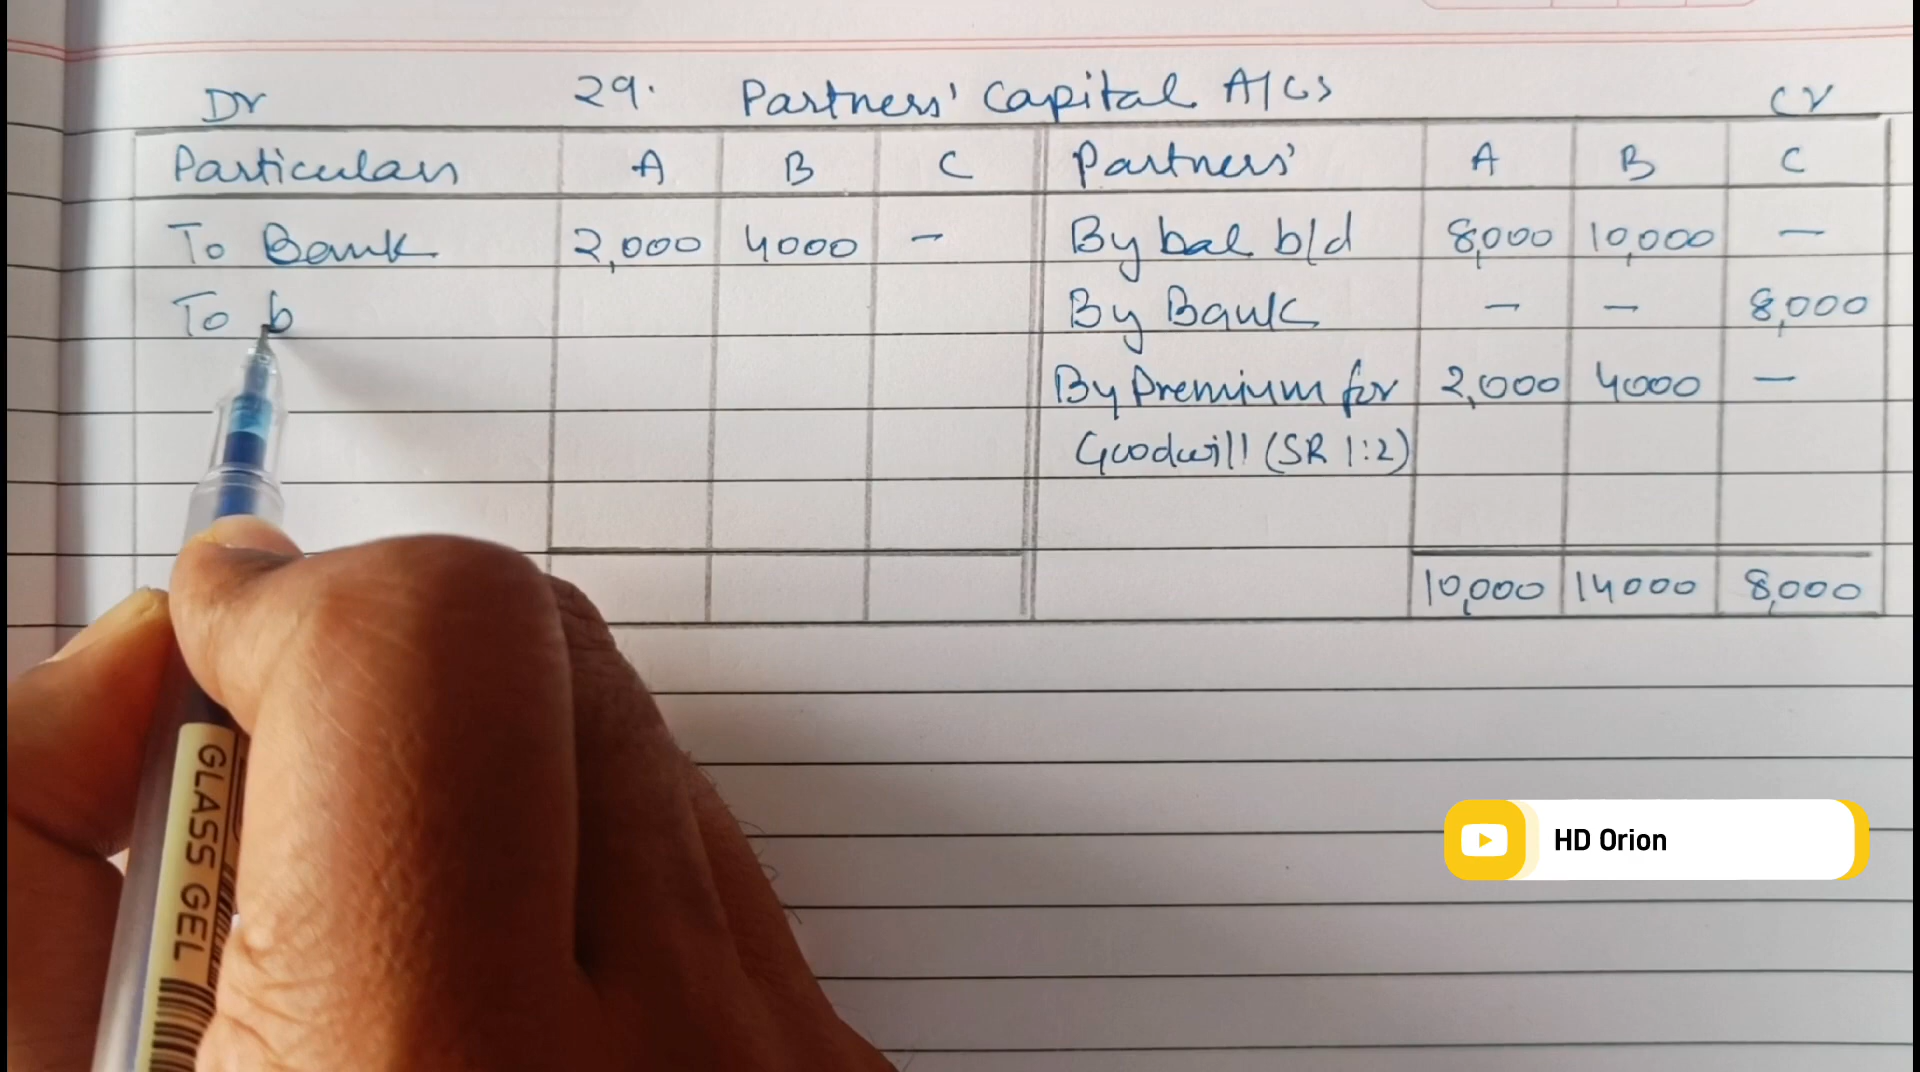 Dr 29. Partners' Capital A/Cs Cr
Particulars A B C Partners' A B C
To Bank 2,000 4000 - By bal b/d 8,000 10,000 -
To b By Bank - - 8,000
By Premium for 2,000 4000 -
Goodwill (SR 1:2)
10,000 14000 8,000
GLASS GEL
HD Orion